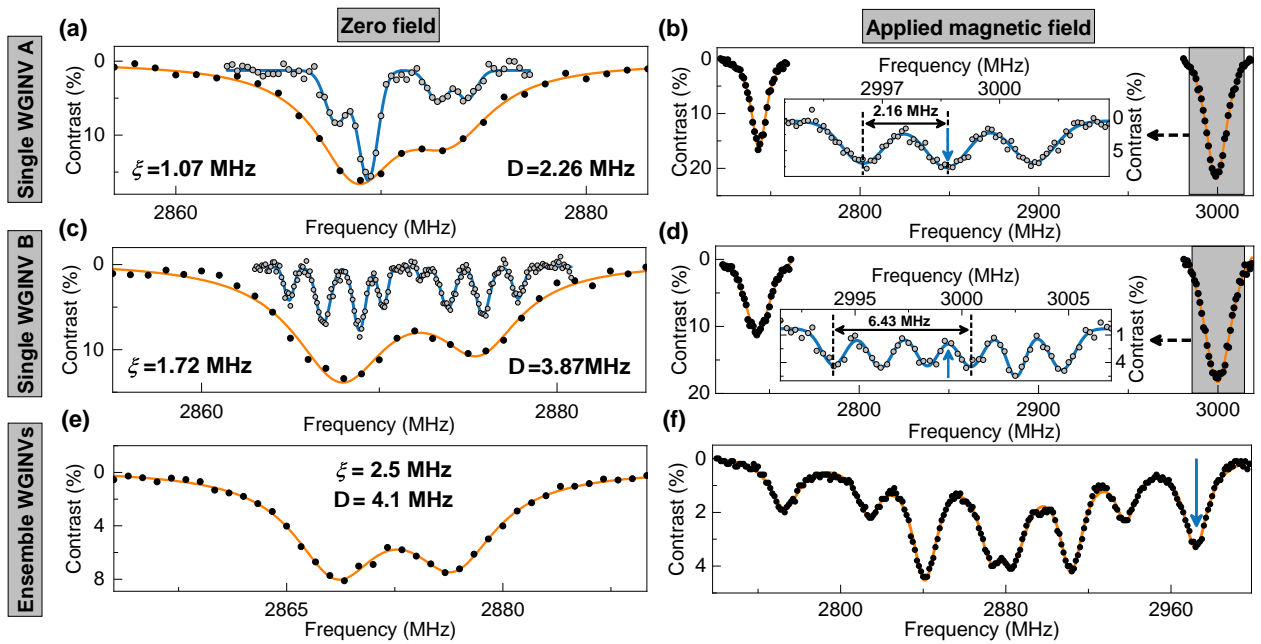 Zero field
Applied magnetic field
Single WGINV A
(a)
Contrast (%)
0
10
ξ=1.07 MHz
D=2.26 MHz
2860
2880
Frequency (MHz)
(b)
Contrast (%)
0
10
20
Frequency (MHz)
2997
3000
2.16 MHz
0
5
Contrast (%)
2800
2900
3000
Frequency (MHz)
Single WGINV B
(c)
Contrast (%)
0
10
ξ=1.72 MHz
D=3.87MHz
2860
2880
Frequency (MHz)
(d)
Contrast (%)
0
10
20
Frequency (MHz)
2995
3000
3005
6.43 MHz
1
4
Contrast (%)
2800
2900
3000
Frequency (MHz)
Ensemble WGINVs
(e)
Contrast (%)
0
4
8
ξ = 2.5 MHz
D = 4.1 MHz
2865
2880
Frequency (MHz)
(f)
Contrast (%)
0
2
4
2800
2880
2960
Frequency (MHz)